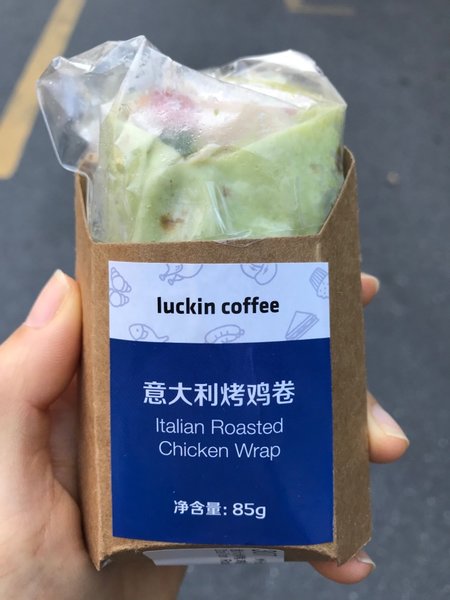 luckin coffee
意大利烤鸡卷
Italian Roasted
Chicken Wrap
净含量: 85g